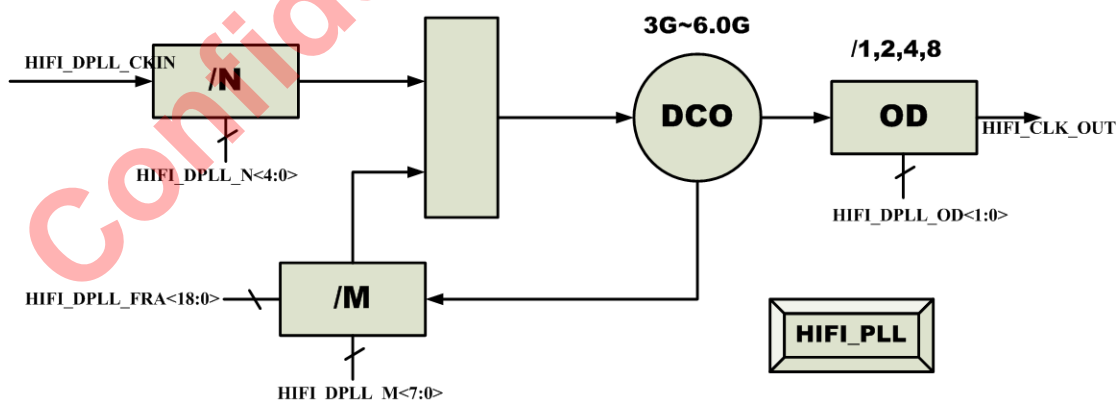 3G~6.0G
/1,2,4,8
HIFI_DPLL_CKIN
/N
DCO
OD
HIFI_CLK_OUT
HIFI_DPLL_N<4:0>
HIFI_DPLL_OD<1:0>
HIFI_DPLL_FRA<18:0>
/M
HIFI_PLL
HIFI_DPLL_M<7:0>